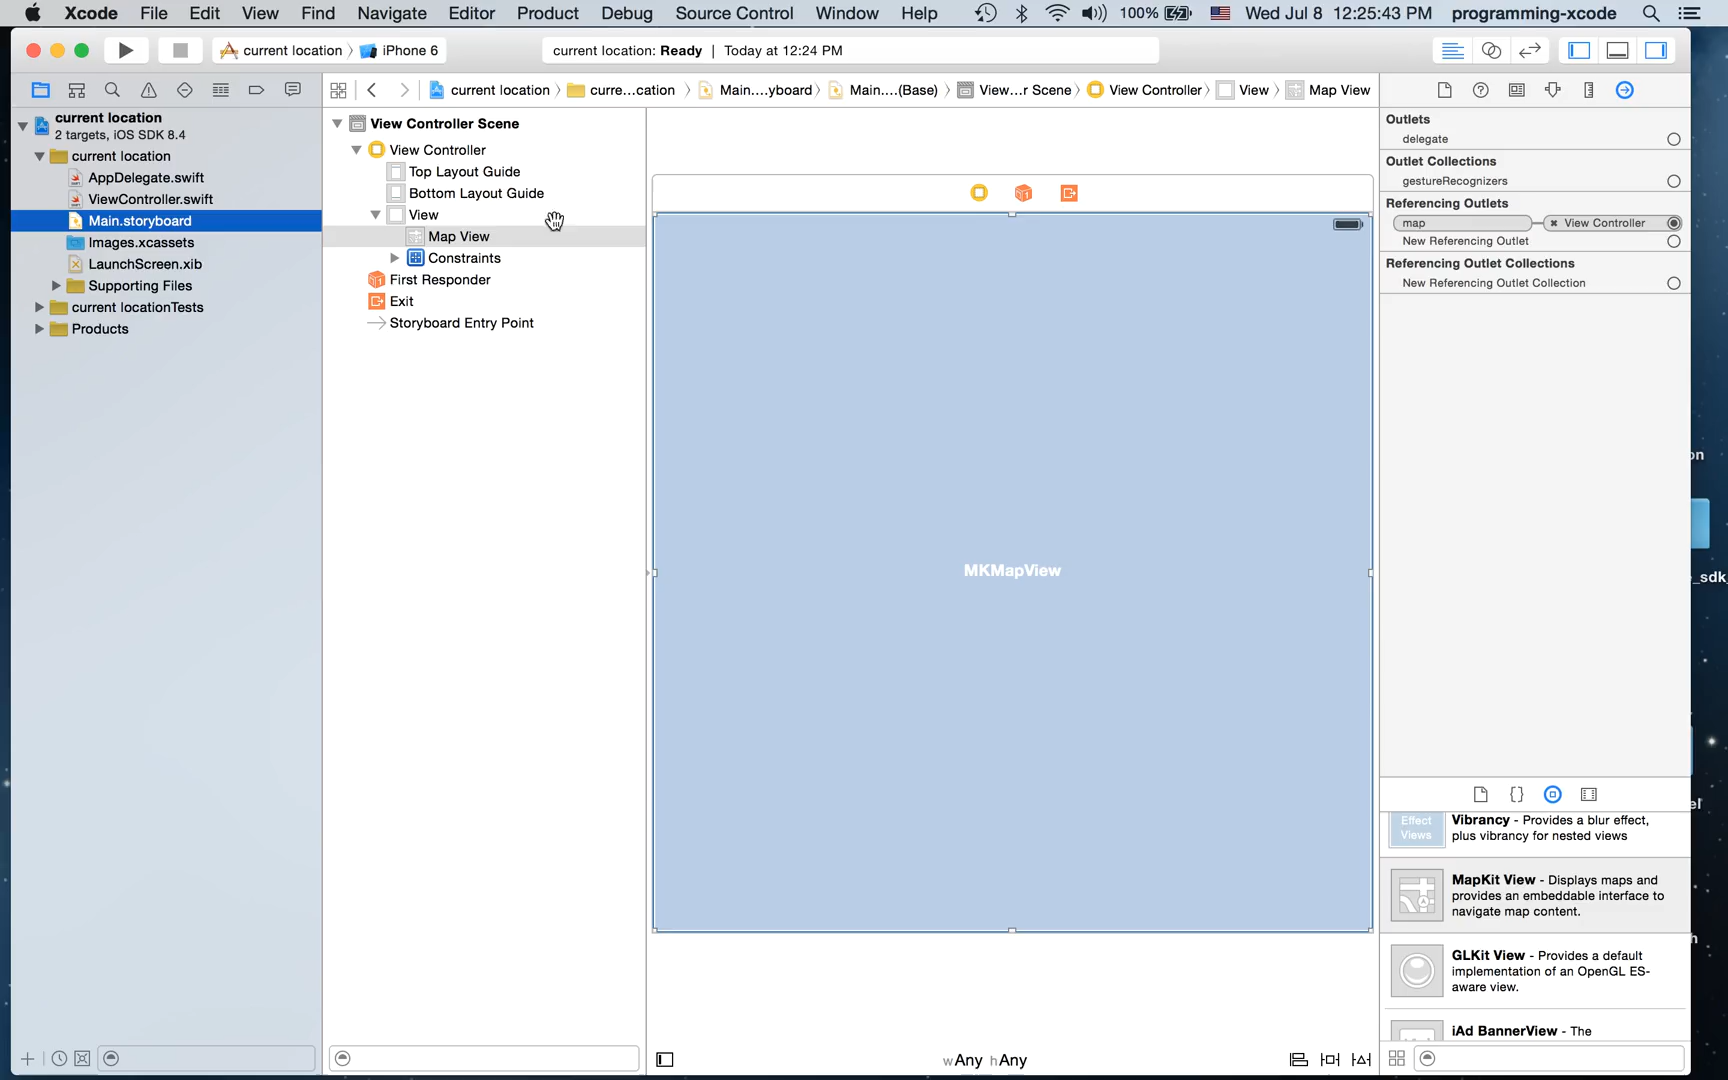 Xcode File Edit View Find Navigate Editor Product Debug Source Control Window Help 100% Wed Jul 8 12:25:43 PM programming-xcode
current location iPhone 6 current location: Ready | Today at 12:24 PM
current location curre...cation Main....yboard Main....(Base) View...r Scene View Controller View Map View
current location
2 targets, iOS SDK 8.4
current location
AppDelegate.swift
ViewController.swift
Main.storyboard
Images.xcassets
LaunchScreen.xib
Supporting Files
current locationTests
Products
View Controller Scene
View Controller
Top Layout Guide
Bottom Layout Guide
View
Map View
Constraints
First Responder
Exit
Storyboard Entry Point
MKMapView
wAny hAny
Outlets
delegate
Outlet Collections
gestureRecognizers
Referencing Outlets
map View Controller
New Referencing Outlet
Referencing Outlet Collections
New Referencing Outlet Collection
Effect
Views
Vibrancy - Provides a blur effect,
plus vibrancy for nested views
MapKit View - Displays maps and
provides an embeddable interface to
navigate map content.
GLKit View - Provides a default
implementation of an OpenGL ES-
aware view.
iAd BannerView - The
on
_sdk
el
h